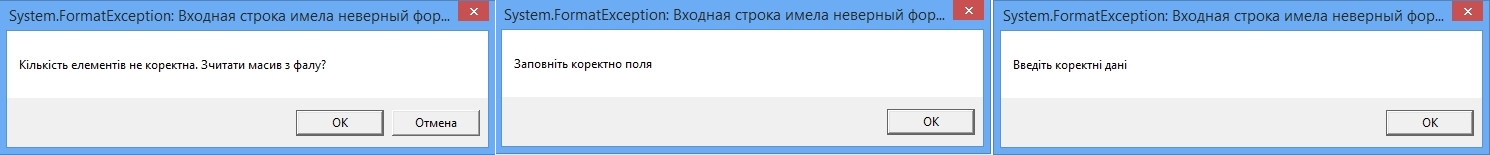 System.FormatException: Входная строка имела неверный фор...
Кількість елементів не коректна. Зчитати масив з фалу?
OK
Отмена
System.FormatException: Входная строка имела неверный фор...
Заповніть коректно поля
OK
System.FormatException: Входная строка имела неверный фор...
Введіть коректні дані
OK